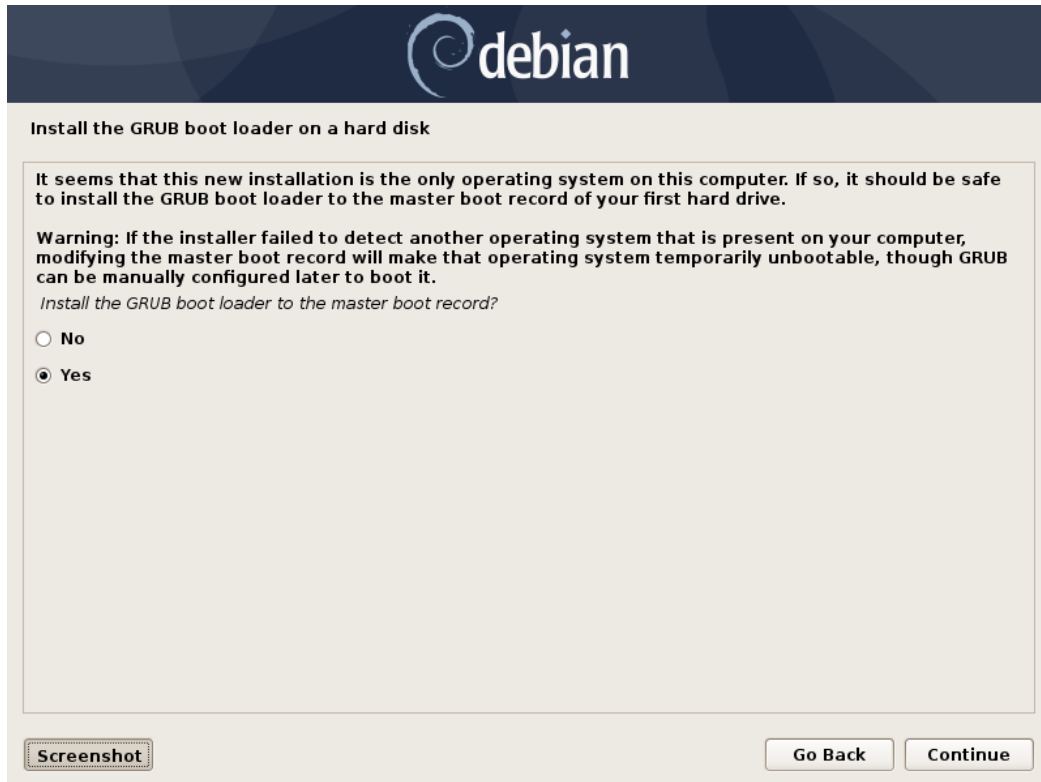 debian
Install the GRUB boot loader on a hard disk
It seems that this new installation is the only operating system on this computer. If so, it should be safe
to install the GRUB boot loader to the master boot record of your first hard drive.
Warning: If the installer failed to detect another operating system that is present on your computer,
modifying the master boot record will make that operating system temporarily unbootable, though GRUB
can be manually configured later to boot it.
Install the GRUB boot loader to the master boot record?
No
Yes
Screenshot Go Back Continue